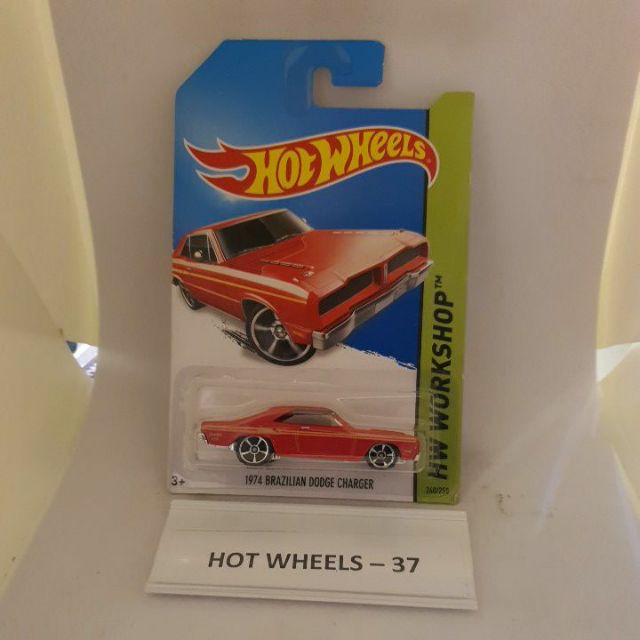 HOT WHEELS
HW WORKSHOP™
3+
1974 BRAZILIAN DODGE CHARGER
HOT WHEELS – 37